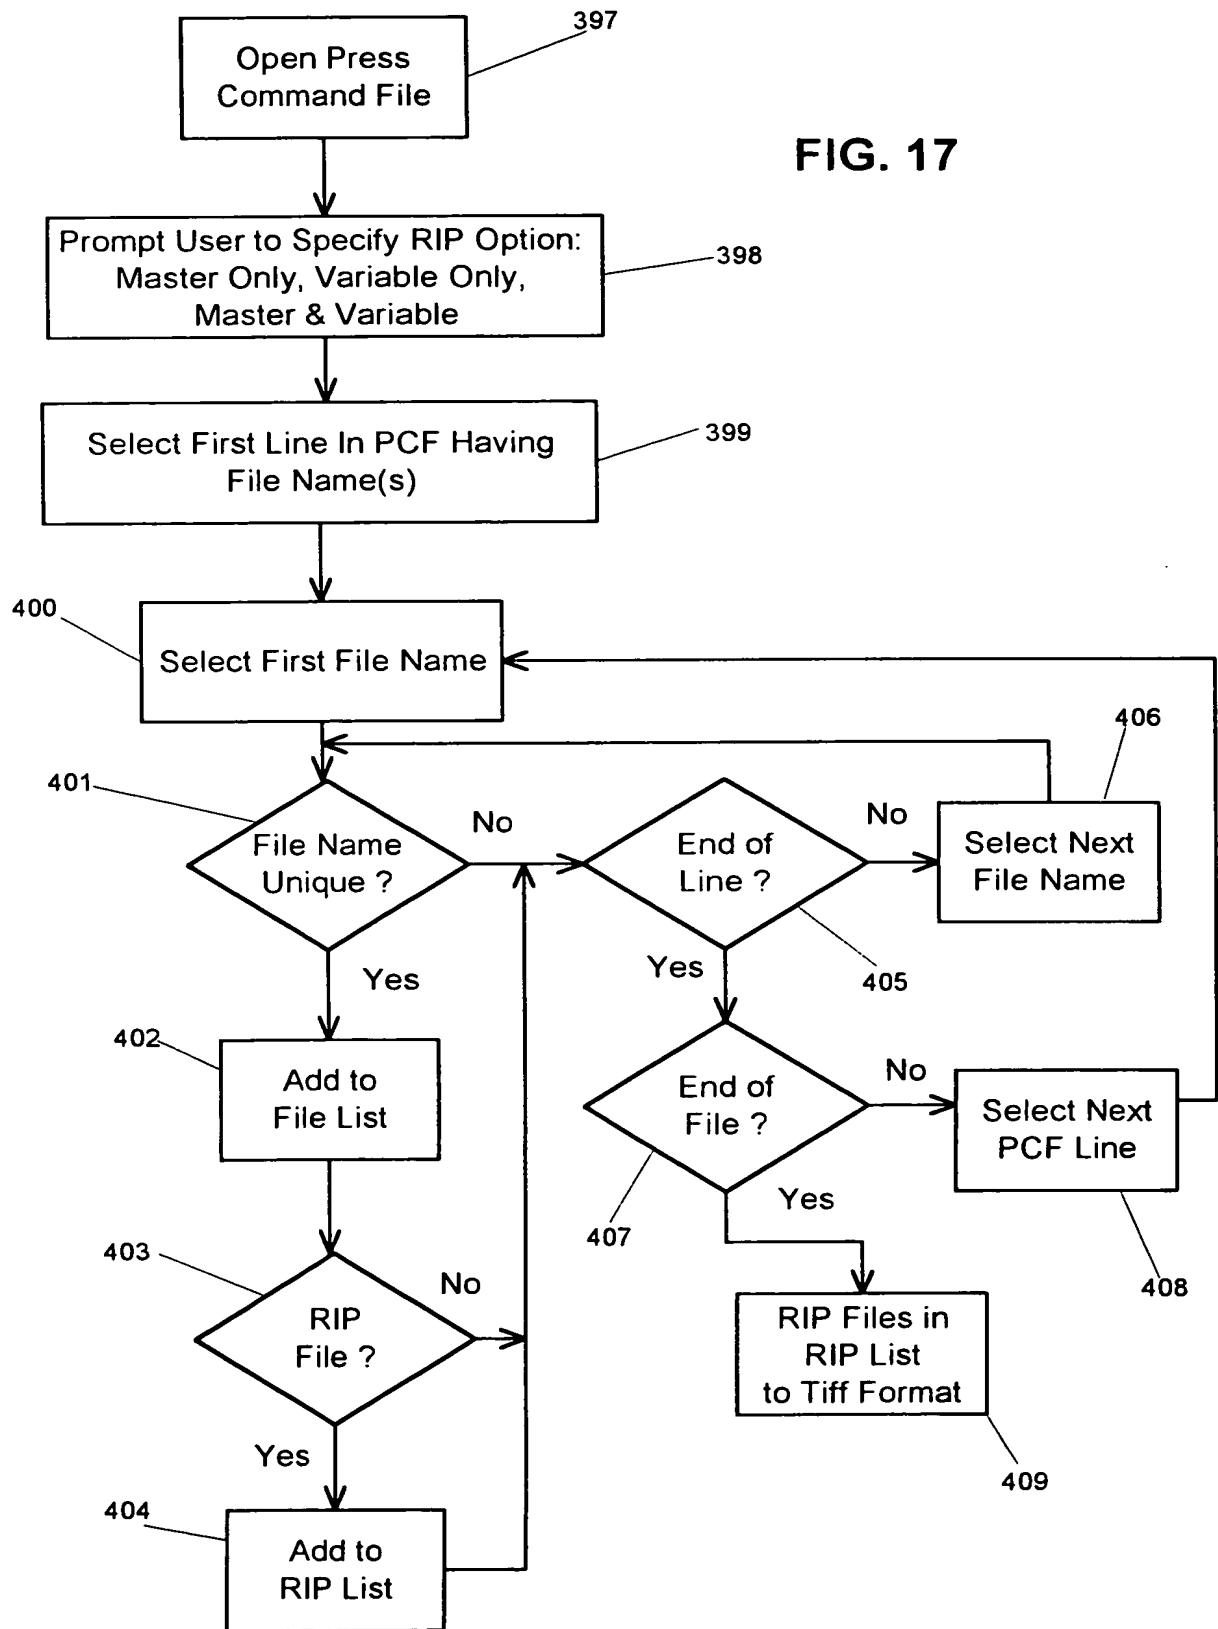 397
Open Press
Command File
FIG. 17
Prompt User to Specify RIP Option:
Master Only, Variable Only,
Master & Variable
398
Select First Line In PCF Having
File Name(s)
399
400
Select First File Name
406
401
File Name
Unique ?
No
End of
Line ?
No
Select Next
File Name
Yes
Yes
405
402
Add to
File List
End of
File ?
No
Select Next
PCF Line
403
RIP
File ?
No
407
Yes
408
RIP Files in
RIP List
to Tiff Format
Yes
409
404
Add to
RIP List